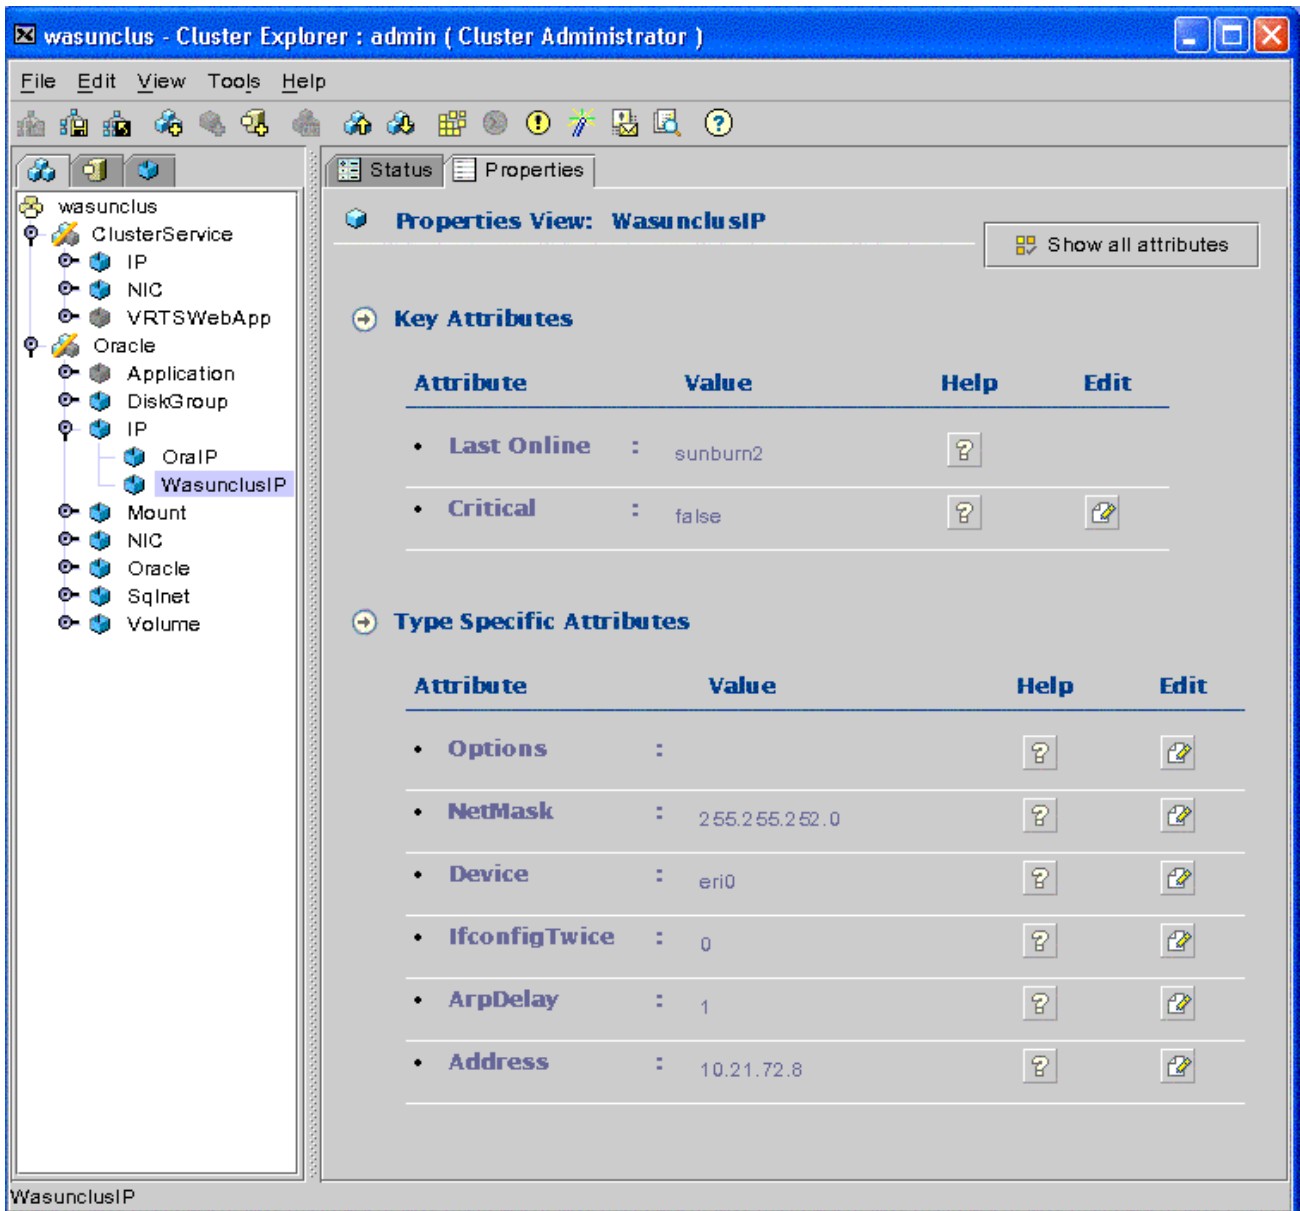 wasunclus - Cluster Explorer : admin ( Cluster Administrator )
File Edit View Tools Help
wasunclus
ClusterService
IP
NIC
VRTSWebApp
Oracle
Application
DiskGroup
IP
OraIP
WasunclusIP
Mount
NIC
Oracle
Sqlnet
Volume
Status Properties
Properties View: WasunclusIP
Show all attributes
Key Attributes
Attribute Value Help Edit
• Last Online : sunburn2 ?
• Critical : false ?
Type Specific Attributes
Attribute Value Help Edit
• Options : ?
• NetMask : 255.255.252.0 ?
• Device : eri0 ?
• IfconfigTwice : 0 ?
• ArpDelay : 1 ?
• Address : 10.21.72.8 ?
WasunclusIP